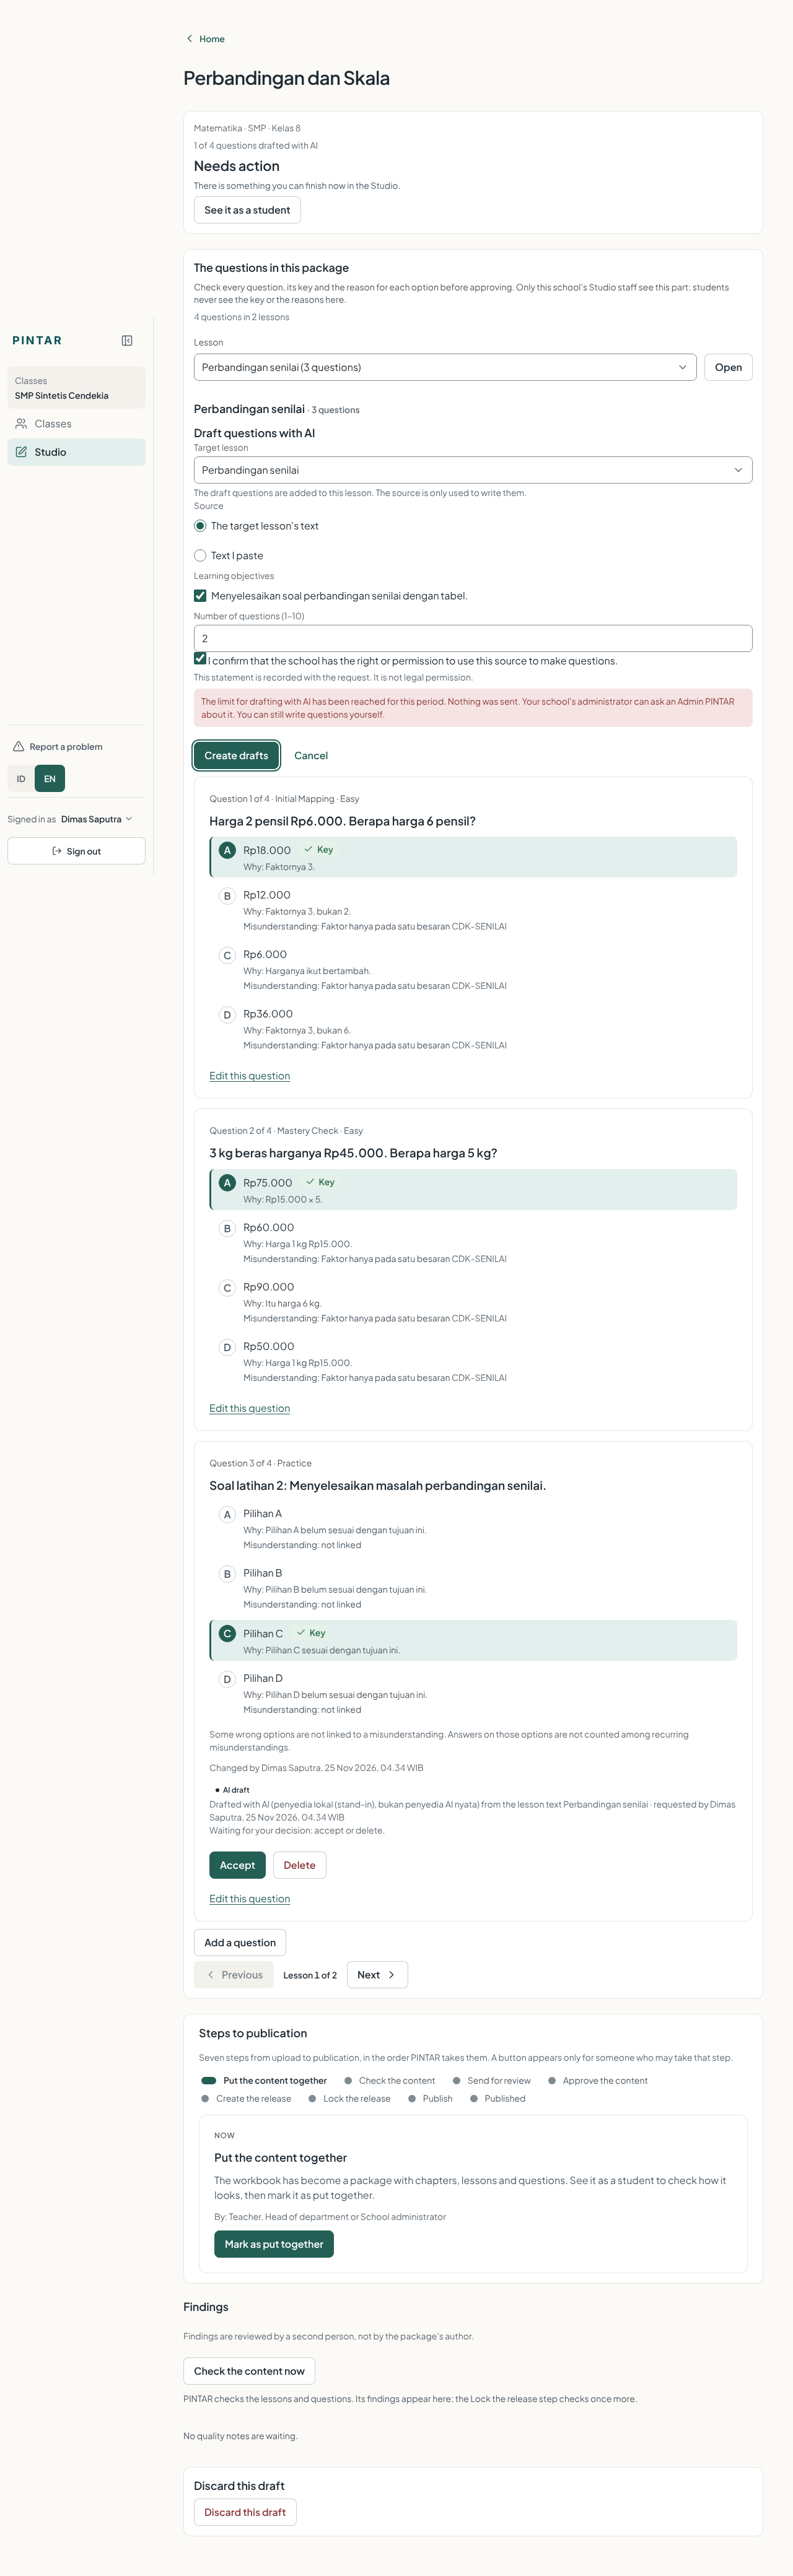 Home
Perbandingan dan Skala
Matematika · SMP · Kelas 8
1 of 4 questions drafted with AI
Needs action
There is something you can finish now in the Studio.
See it as a student
The questions in this package
Check every question, its key and the reason for each option before approving. Only this school's Studio staff see this part; students
never see the key or the reasons here.
4 questions in 2 lessons
Lesson
Perbandingan senilai (3 questions)
Open
PINTAR
Classes
SMP Sintetis Cendekia
Classes
Studio
Report a problem
ID
EN
Signed in as Dimas Saputra
Sign out
Perbandingan senilai · 3 questions
Draft questions with AI
Target lesson
Perbandingan senilai
The draft questions are added to this lesson. The source is only used to write them.
Source
The target lesson's text
Text I paste
Learning objectives
Menyelesaikan soal perbandingan senilai dengan tabel.
Number of questions (1–10)
2
I confirm that the school has the right or permission to use this source to make questions.
This statement is recorded with the request. It is not legal permission.
The limit for drafting with AI has been reached for this period. Nothing was sent. Your school's administrator can ask an Admin PINTAR
about it. You can still write questions yourself.
Create drafts
Cancel
Question 1 of 4 · Initial Mapping · Easy
Harga 2 pensil Rp6.000. Berapa harga 6 pensil?
A Rp18.000 Key
Why: Faktornya 3.
B Rp12.000
Why: Faktornya 3, bukan 2.
Misunderstanding: Faktor hanya pada satu besaran CDK-SENILAI
C Rp6.000
Why: Harganya ikut bertambah.
Misunderstanding: Faktor hanya pada satu besaran CDK-SENILAI
D Rp36.000
Why: Faktornya 3, bukan 6.
Misunderstanding: Faktor hanya pada satu besaran CDK-SENILAI
Edit this question
Question 2 of 4 · Mastery Check · Easy
3 kg beras harganya Rp45.000. Berapa harga 5 kg?
A Rp75.000 Key
Why: Rp15.000 × 5.
B Rp60.000
Why: Harga 1 kg Rp15.000.
Misunderstanding: Faktor hanya pada satu besaran CDK-SENILAI
C Rp90.000
Why: Itu harga 6 kg.
Misunderstanding: Faktor hanya pada satu besaran CDK-SENILAI
D Rp50.000
Why: Harga 1 kg Rp15.000.
Misunderstanding: Faktor hanya pada satu besaran CDK-SENILAI
Edit this question
Question 3 of 4 · Practice
Soal latihan 2: Menyelesaikan masalah perbandingan senilai.
A Pilihan A
Why: Pilihan A belum sesuai dengan tujuan ini.
Misunderstanding: not linked
B Pilihan B
Why: Pilihan B belum sesuai dengan tujuan ini.
Misunderstanding: not linked
C Pilihan C Key
Why: Pilihan C sesuai dengan tujuan ini.
D Pilihan D
Why: Pilihan D belum sesuai dengan tujuan ini.
Misunderstanding: not linked
Some wrong options are not linked to a misunderstanding. Answers on those options are not counted among recurring
misunderstandings.
Changed by Dimas Saputra, 25 Nov 2026, 04.34 WIB
AI draft
Drafted with AI (penyedia lokal (stand-in), bukan penyedia AI nyata) from the lesson text Perbandingan senilai · requested by Dimas
Saputra, 25 Nov 2026, 04.34 WIB
Waiting for your decision: accept or delete.
Accept
Delete
Edit this question
Add a question
Previous
Lesson 1 of 2
Next
Steps to publication
Seven steps from upload to publication, in the order PINTAR takes them. A button appears only for someone who may take that step.
Put the content together
Check the content
Send for review
Approve the content
Create the release
Lock the release
Publish
Published
NOW
Put the content together
The workbook has become a package with chapters, lessons and questions. See it as a student to check how it
looks, then mark it as put together.
By: Teacher, Head of department or School administrator
Mark as put together
Findings
Findings are reviewed by a second person, not by the package's author.
Check the content now
PINTAR checks the lessons and questions. Its findings appear here; the Lock the release step checks once more.
No quality notes are waiting.
Discard this draft
Discard this draft